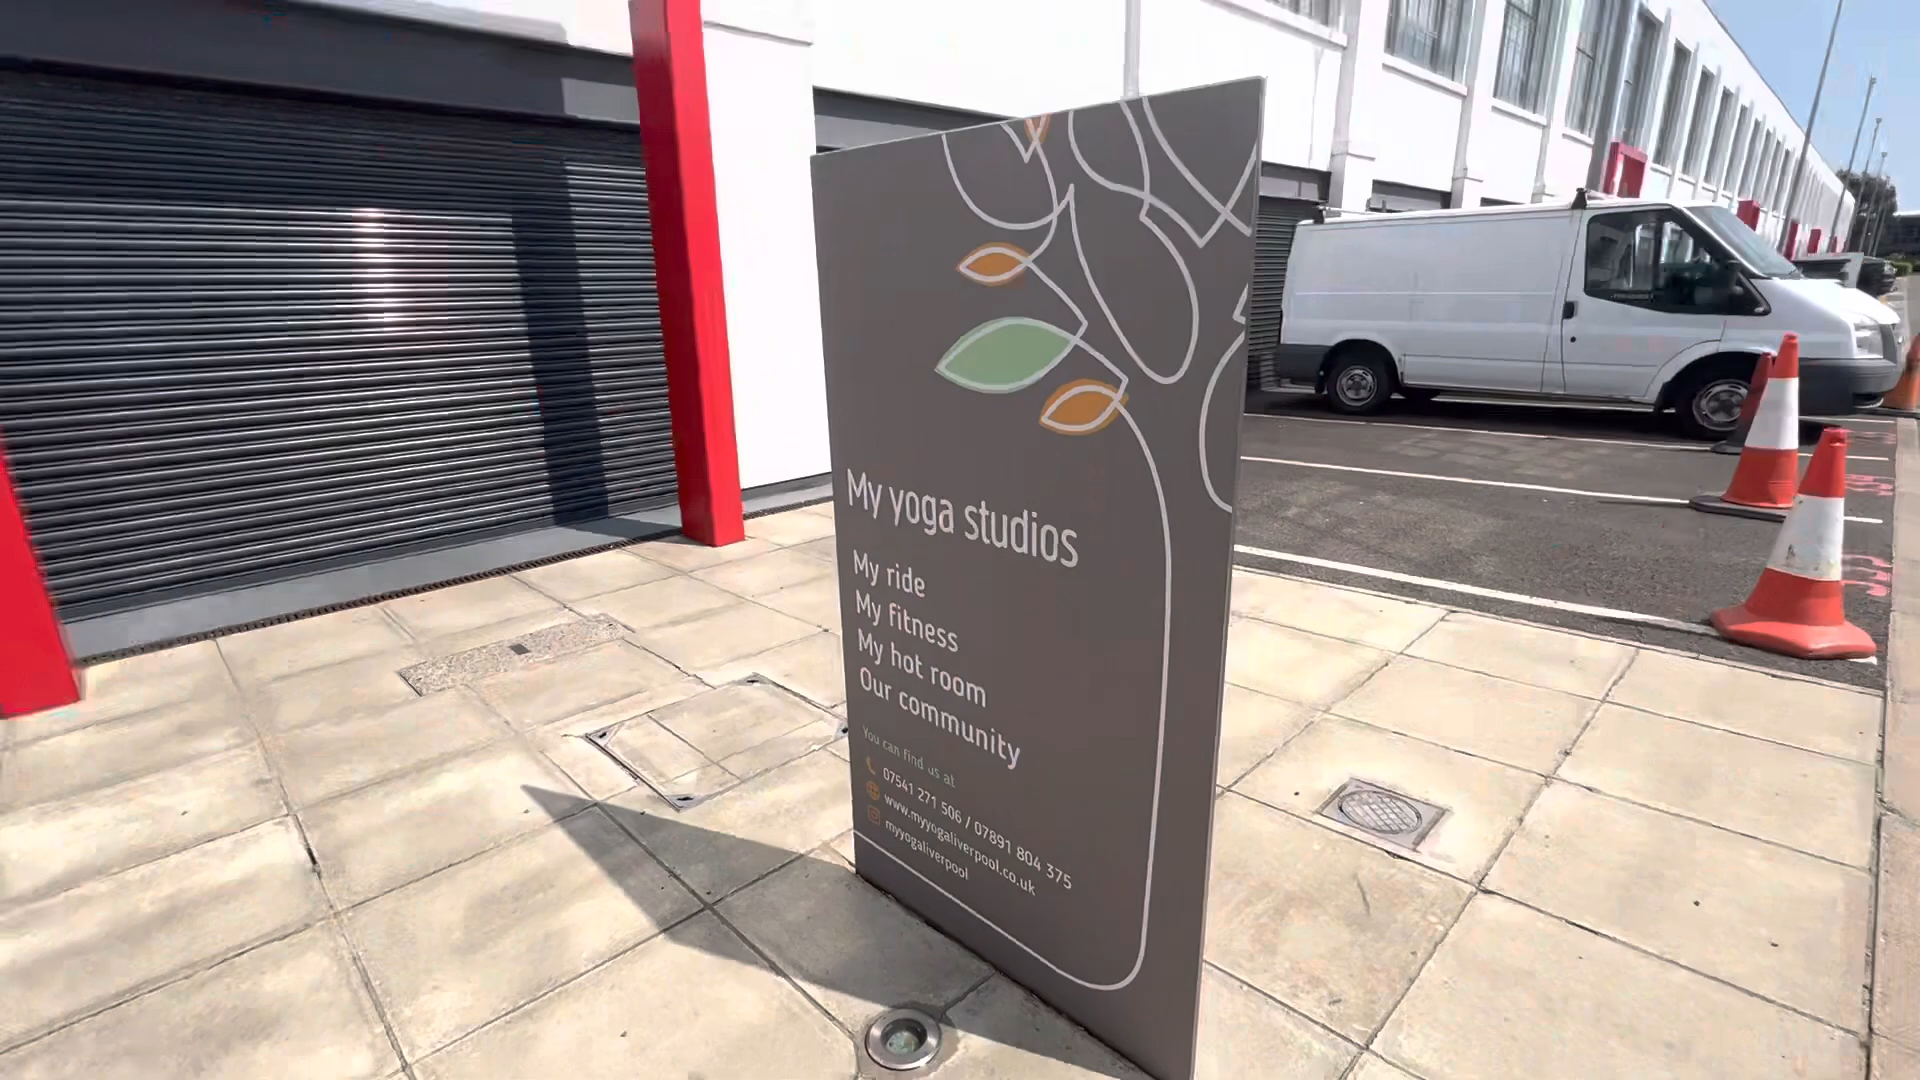 My yoga studios
My ride
My fitness
My hot room
Our community
You can find us at
07541 271 506 / 07891 804 375
www.myyogaliverpool.co.uk
myyogaliverpool